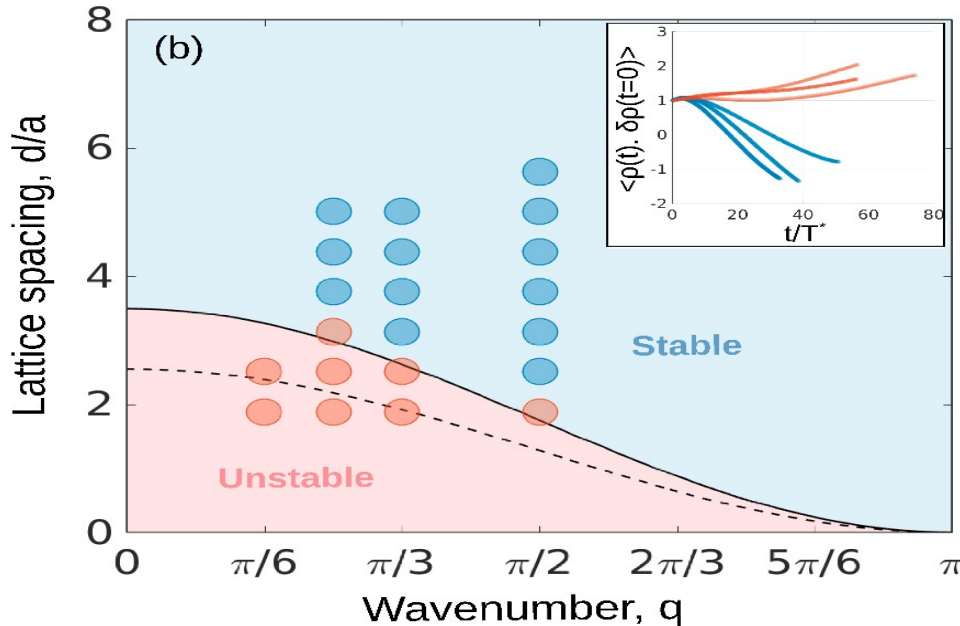 (b)
8
6
4
2
0
Lattice spacing, d/a
0
π/6
π/3
π/2
2π/3
5π/6
π
Wavenumber, q
Stable
Unstable
<ρ(t). δρ(t=0)>
3
2
1
0
-1
-2
0
20
40
60
80
t/T*